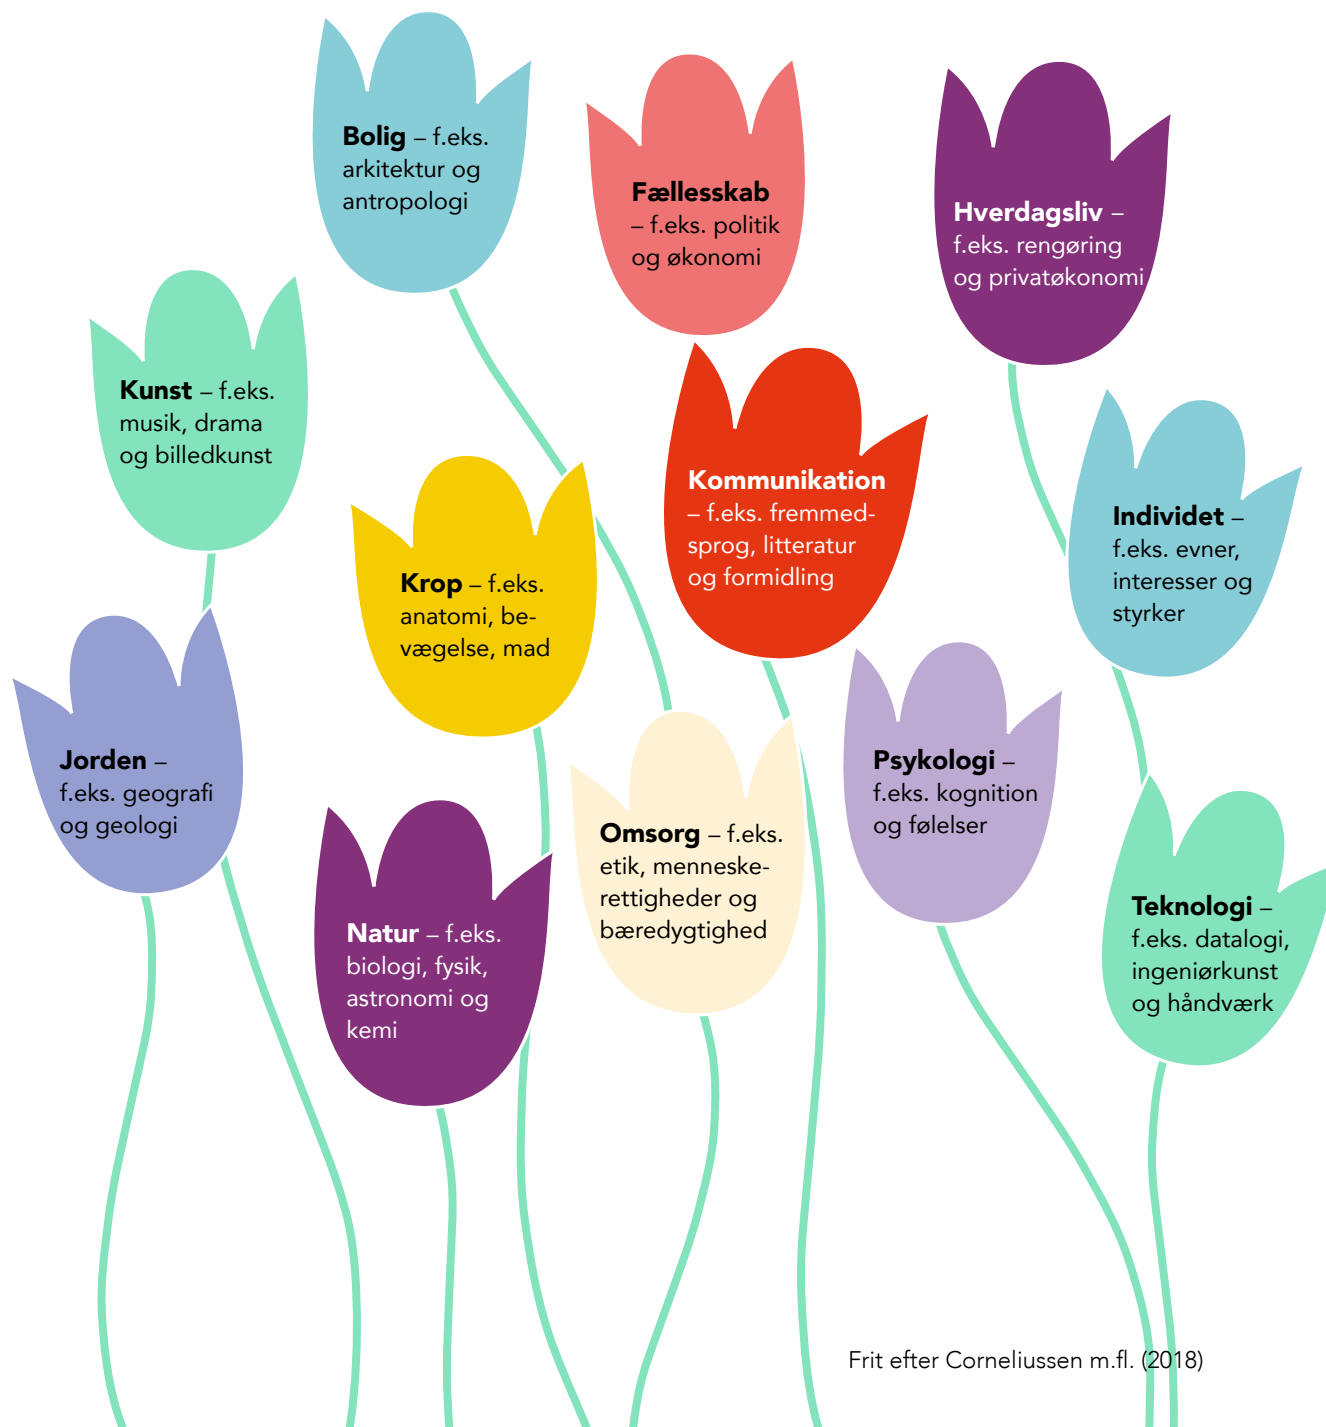 Bolig – f.eks.
arkitektur og
antropologi
Fællesskab
– f.eks. politik
og økonomi
Hverdagsliv –
f.eks. rengøring
og privatøkonomi
Kunst – f.eks.
musik, drama
og billedkunst
Kommunikation
– f.eks. fremmed-
sprog, litteratur
og formidling
Individet –
f.eks. evner,
interesser og
styrker
Krop – f.eks.
anatomi, be-
vægelse, mad
Jorden –
f.eks. geografi
og geologi
Psykologi –
f.eks. kognition
og følelser
Omsorg – f.eks.
etik, menneske-
rettigheder og
bæredygtighed
Teknologi –
f.eks. datalogi,
ingeniørkunst
og håndværk
Natur – f.eks.
biologi, fysik,
astronomi og
kemi
Frit efter Corneliussen m.fl. (2018)